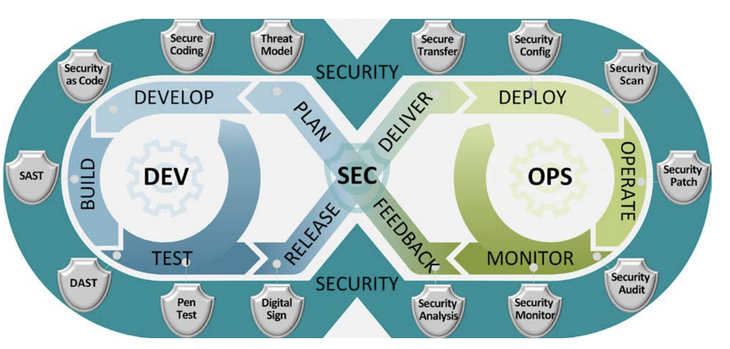 Secure
Coding
Threat
Model
Secure
Transfer
Security
Config
Security
as Code
SECURITY
Security
Scan
DEVELOP
PLAN
DELIVER
DEPLOY
SAST
BUILD
DEV
SEC
OPS
OPERATE
Security
Patch
TEST
RELEASE
FEEDBACK
MONITOR
DAST
SECURITY
Security
Audit
Pen
Test
Digital
Sign
Security
Analysis
Security
Monitor